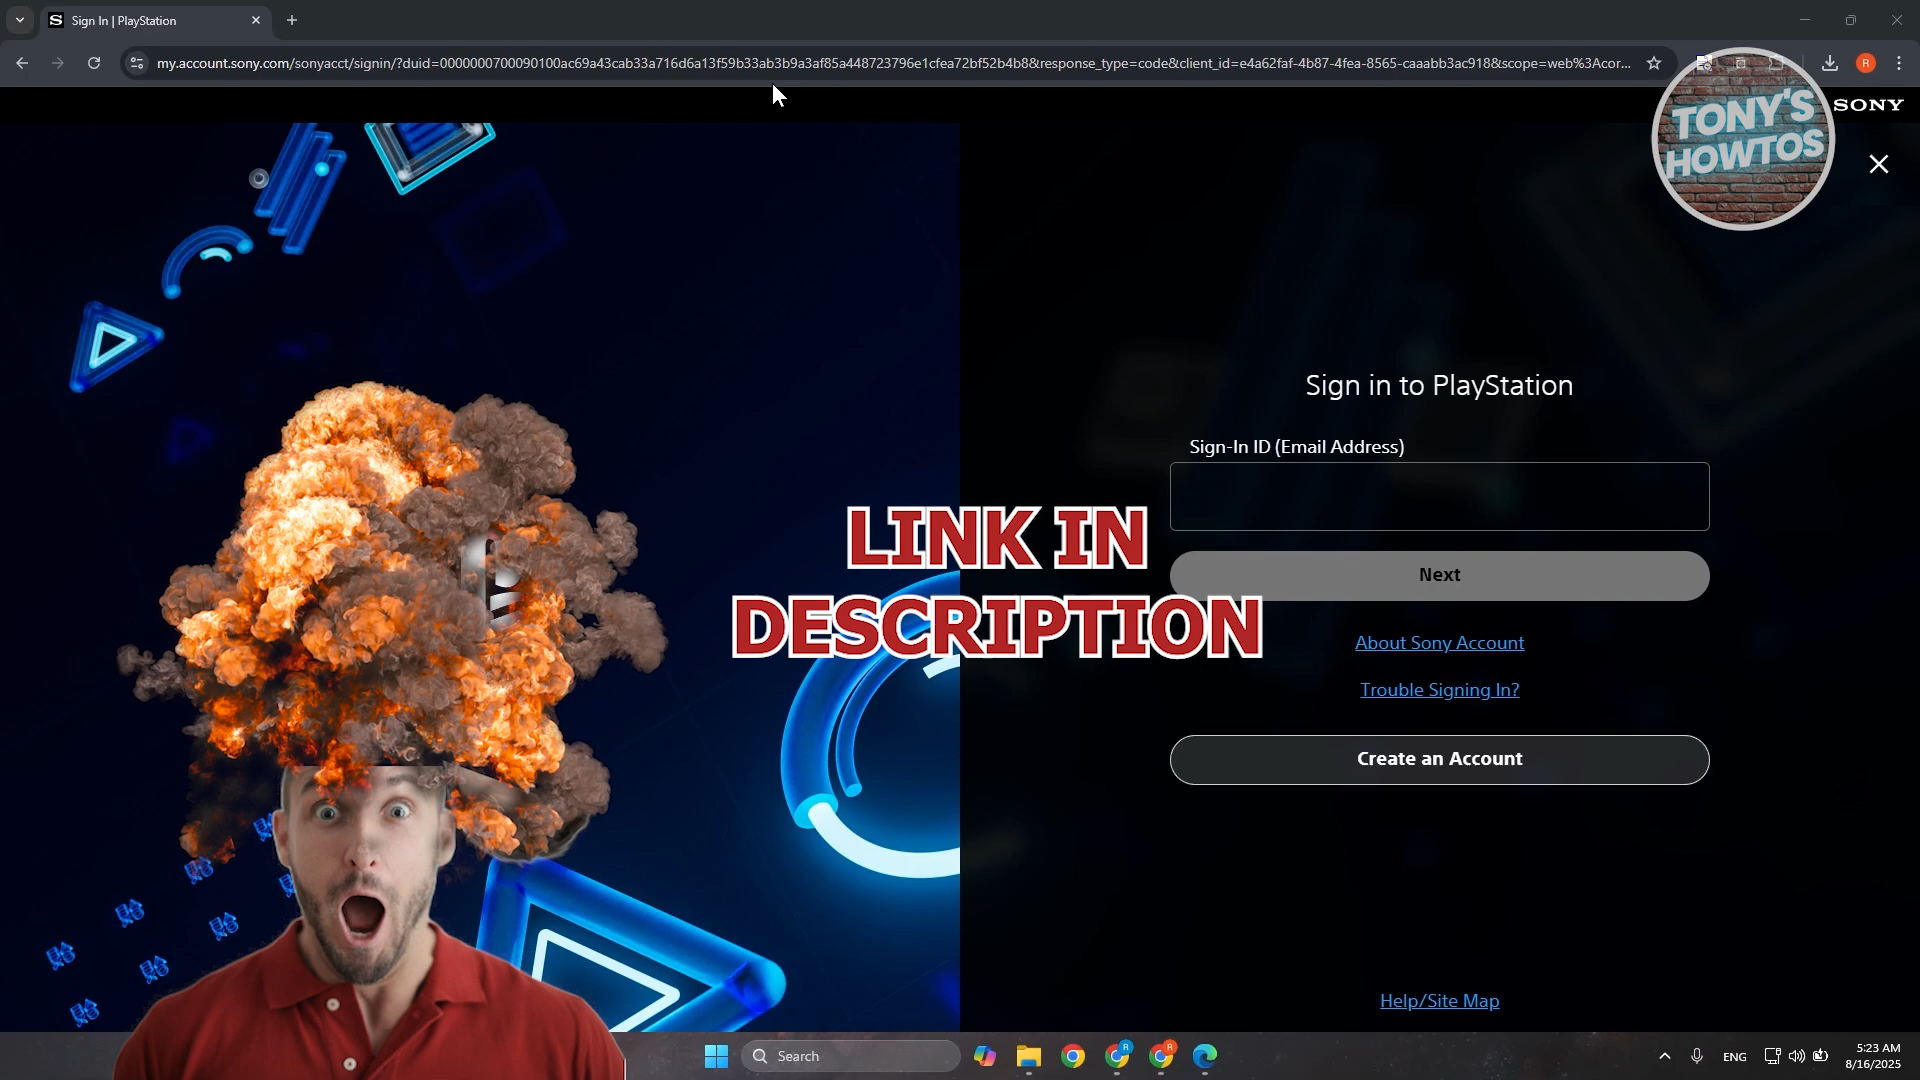 Sign In | PlayStation
my.account.sony.com/sonyacct/signin/?duid=0000000700090100ac69a43cab33a716d6a13f59b33ab3b9a3af85a448723796e1cfea72bf52b4b8&response_type=code&client_id=e4a62faf-4b87-4fea-8565-caaabb3ac918&scope=web%3Acor...
R
SONY
TONY'S
HOWTOS
Sign in to PlayStation
Sign-In ID (Email Address)
LINK IN
DESCRIPTION
Next
About Sony Account
Trouble Signing In?
Create an Account
Help/Site Map
Search
R
R
ENG
5:23 AM
8/16/2025